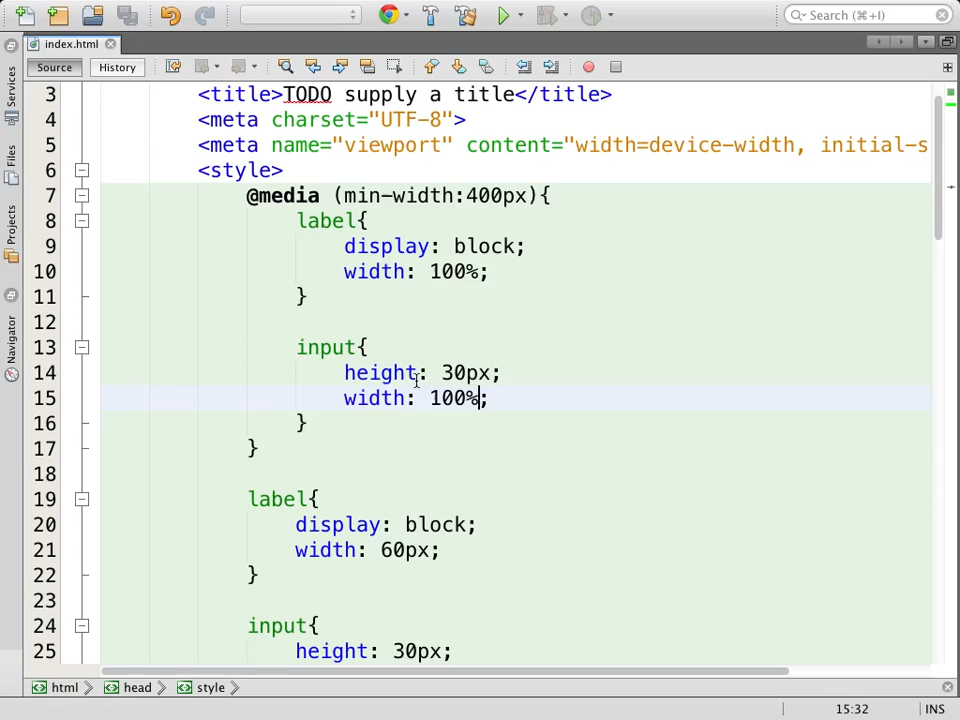 Search (⌘+I)
index.html
Source
History
Services
Files
Projects
Navigator
3 <title>TODO supply a title</title>
4 <meta charset="UTF-8">
5 <meta name="viewport" content="width=device-width, initial-s
6 <style>
7 @media (min-width:400px){
8 label{
9 display: block;
10 width: 100%;
11 }
12
13 input{
14 height: 30px;
15 width: 100%;
16 }
17 }
18
19 label{
20 display: block;
21 width: 60px;
22 }
23
24 input{
25 height: 30px;
html
head
style
15:32
INS